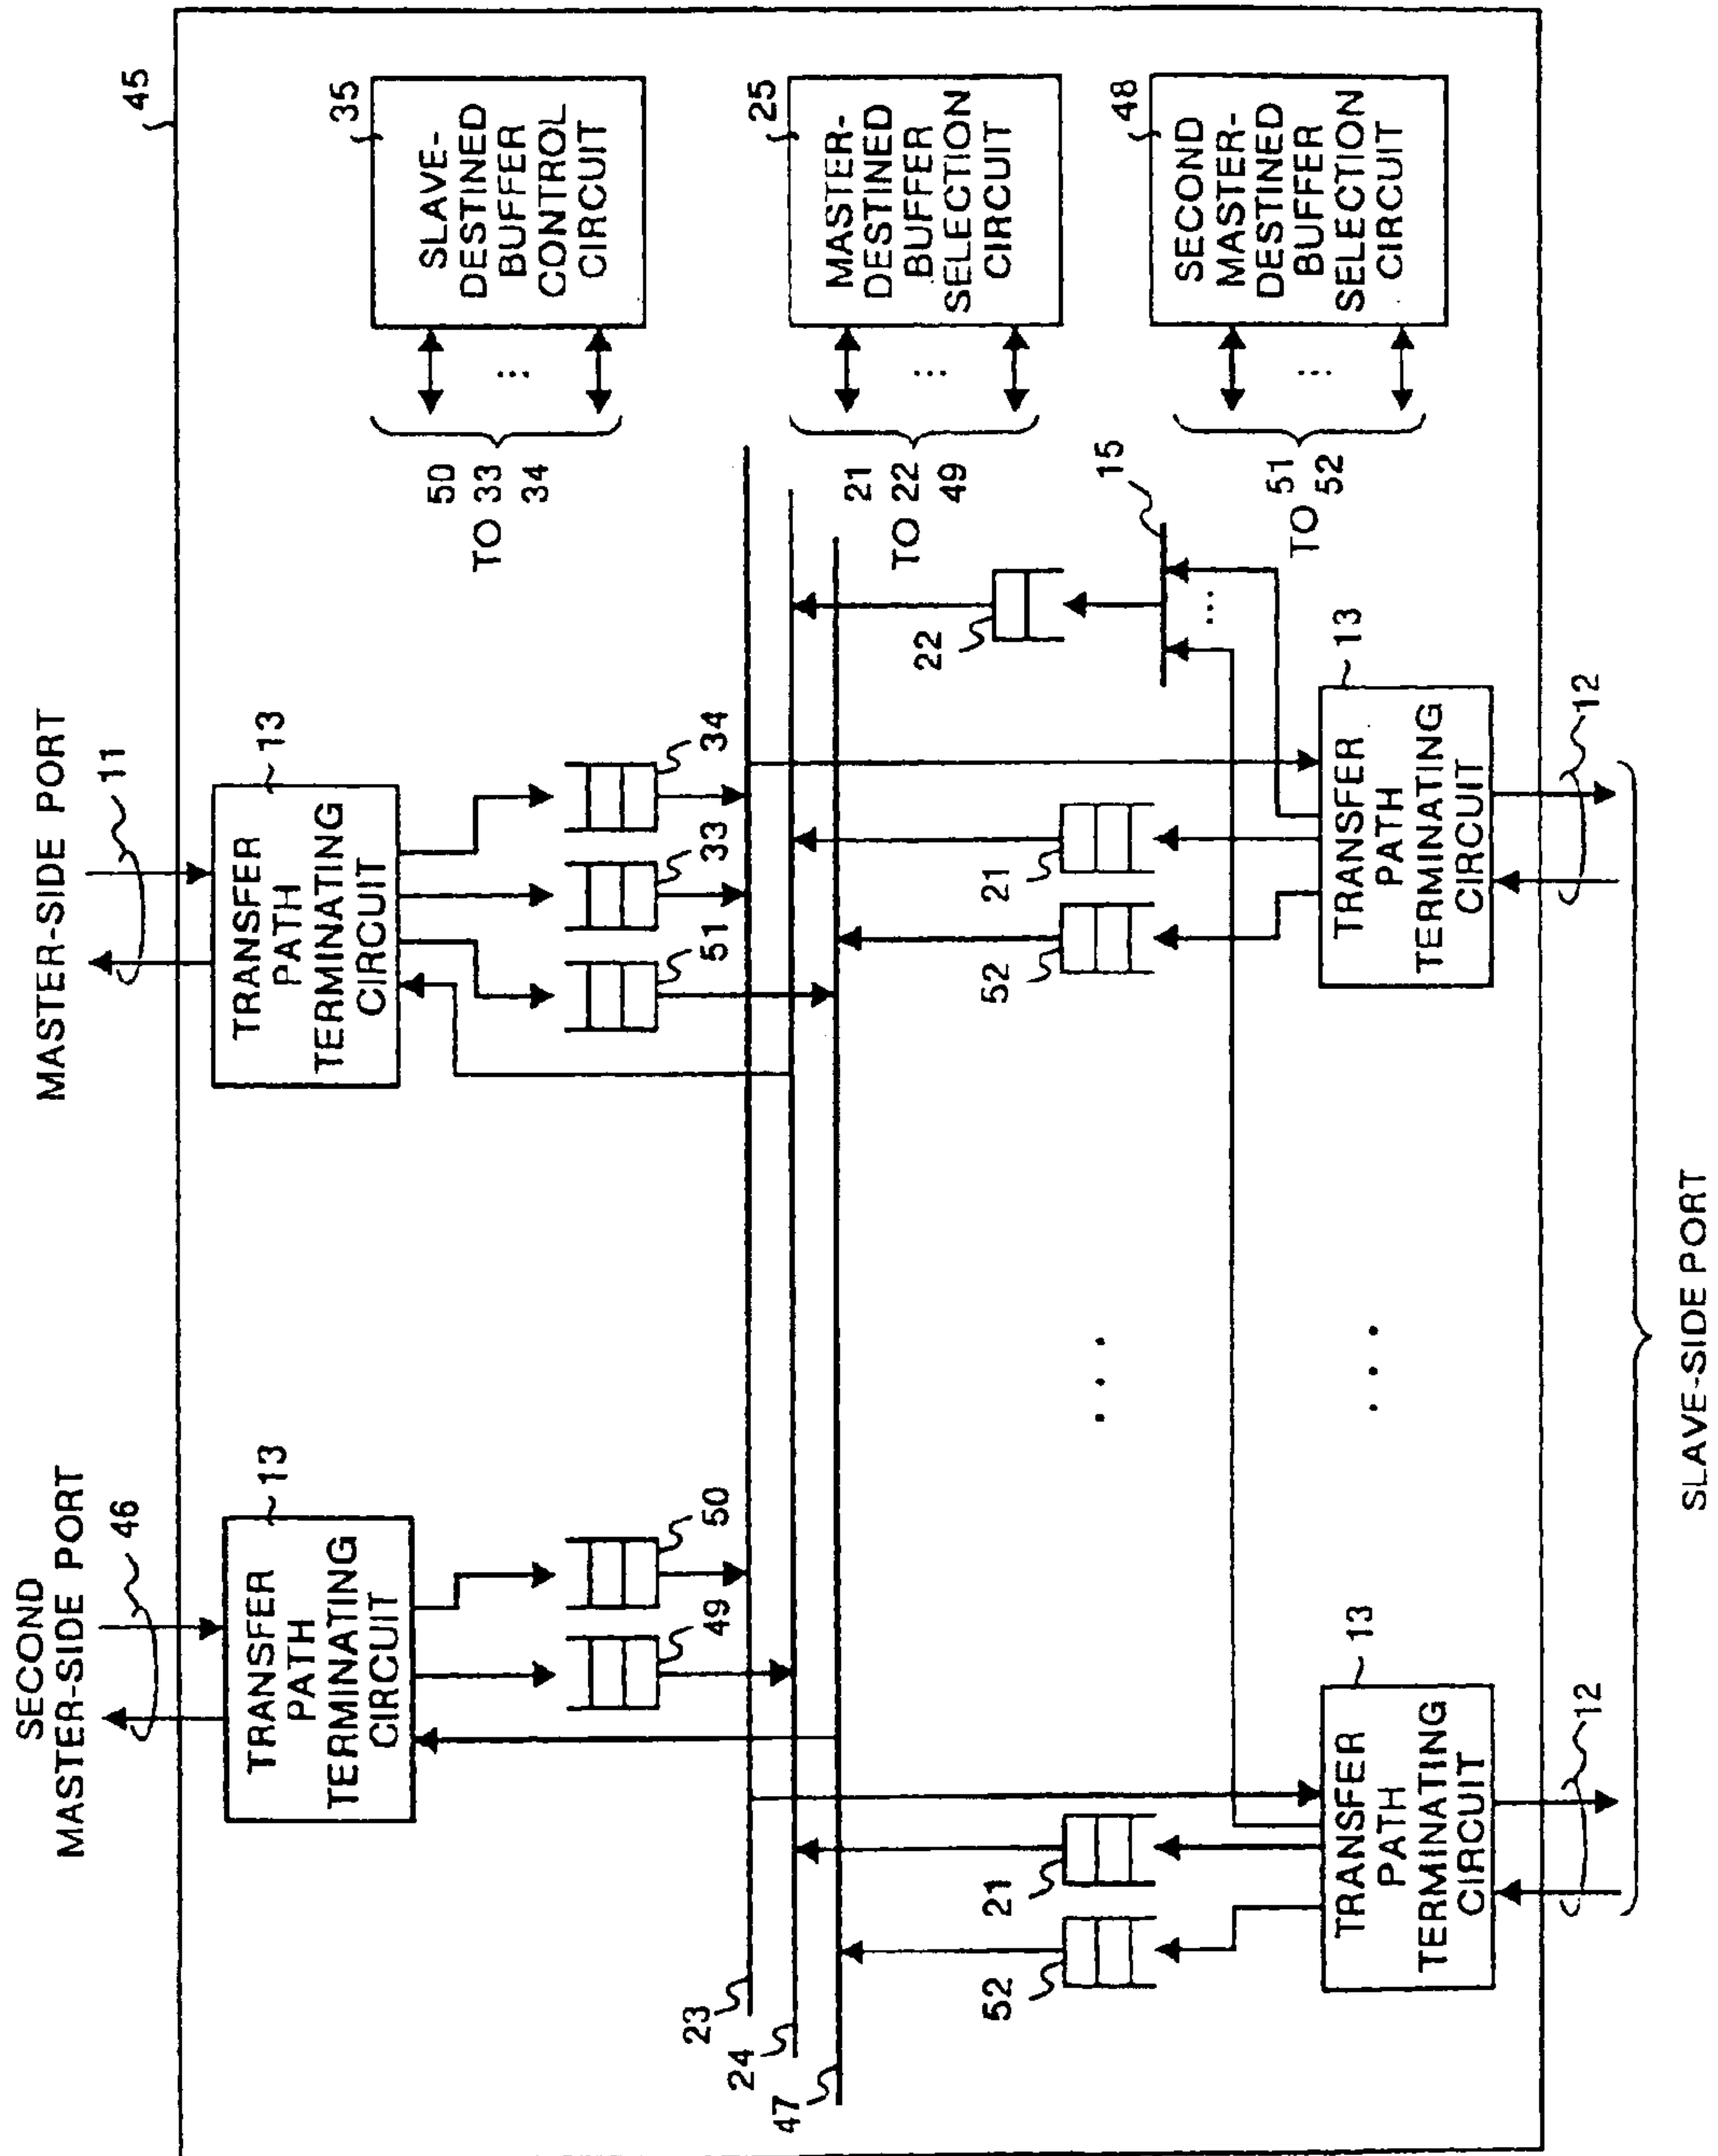 45
SECOND
MASTER-SIDE PORT
46
MASTER-SIDE PORT
11
TRANSFER
PATH
TERMINATING
CIRCUIT
13
TRANSFER
PATH
TERMINATING
CIRCUIT
13
SLAVE-
DESTINED
BUFFER
CONTROL
CIRCUIT
35
50
TO 33
34
49
50
51
33
34
23
24
47
MASTER-
DESTINED
BUFFER
SELECTION
CIRCUIT
25
21
TO 22
49
52
21
52
21
22
15
SECOND
MASTER-
DESTINED
BUFFER
SELECTION
CIRCUIT
48
51
TO 52
TRANSFER
PATH
TERMINATING
CIRCUIT
13
TRANSFER
PATH
TERMINATING
CIRCUIT
13
12
12
SLAVE-SIDE PORT